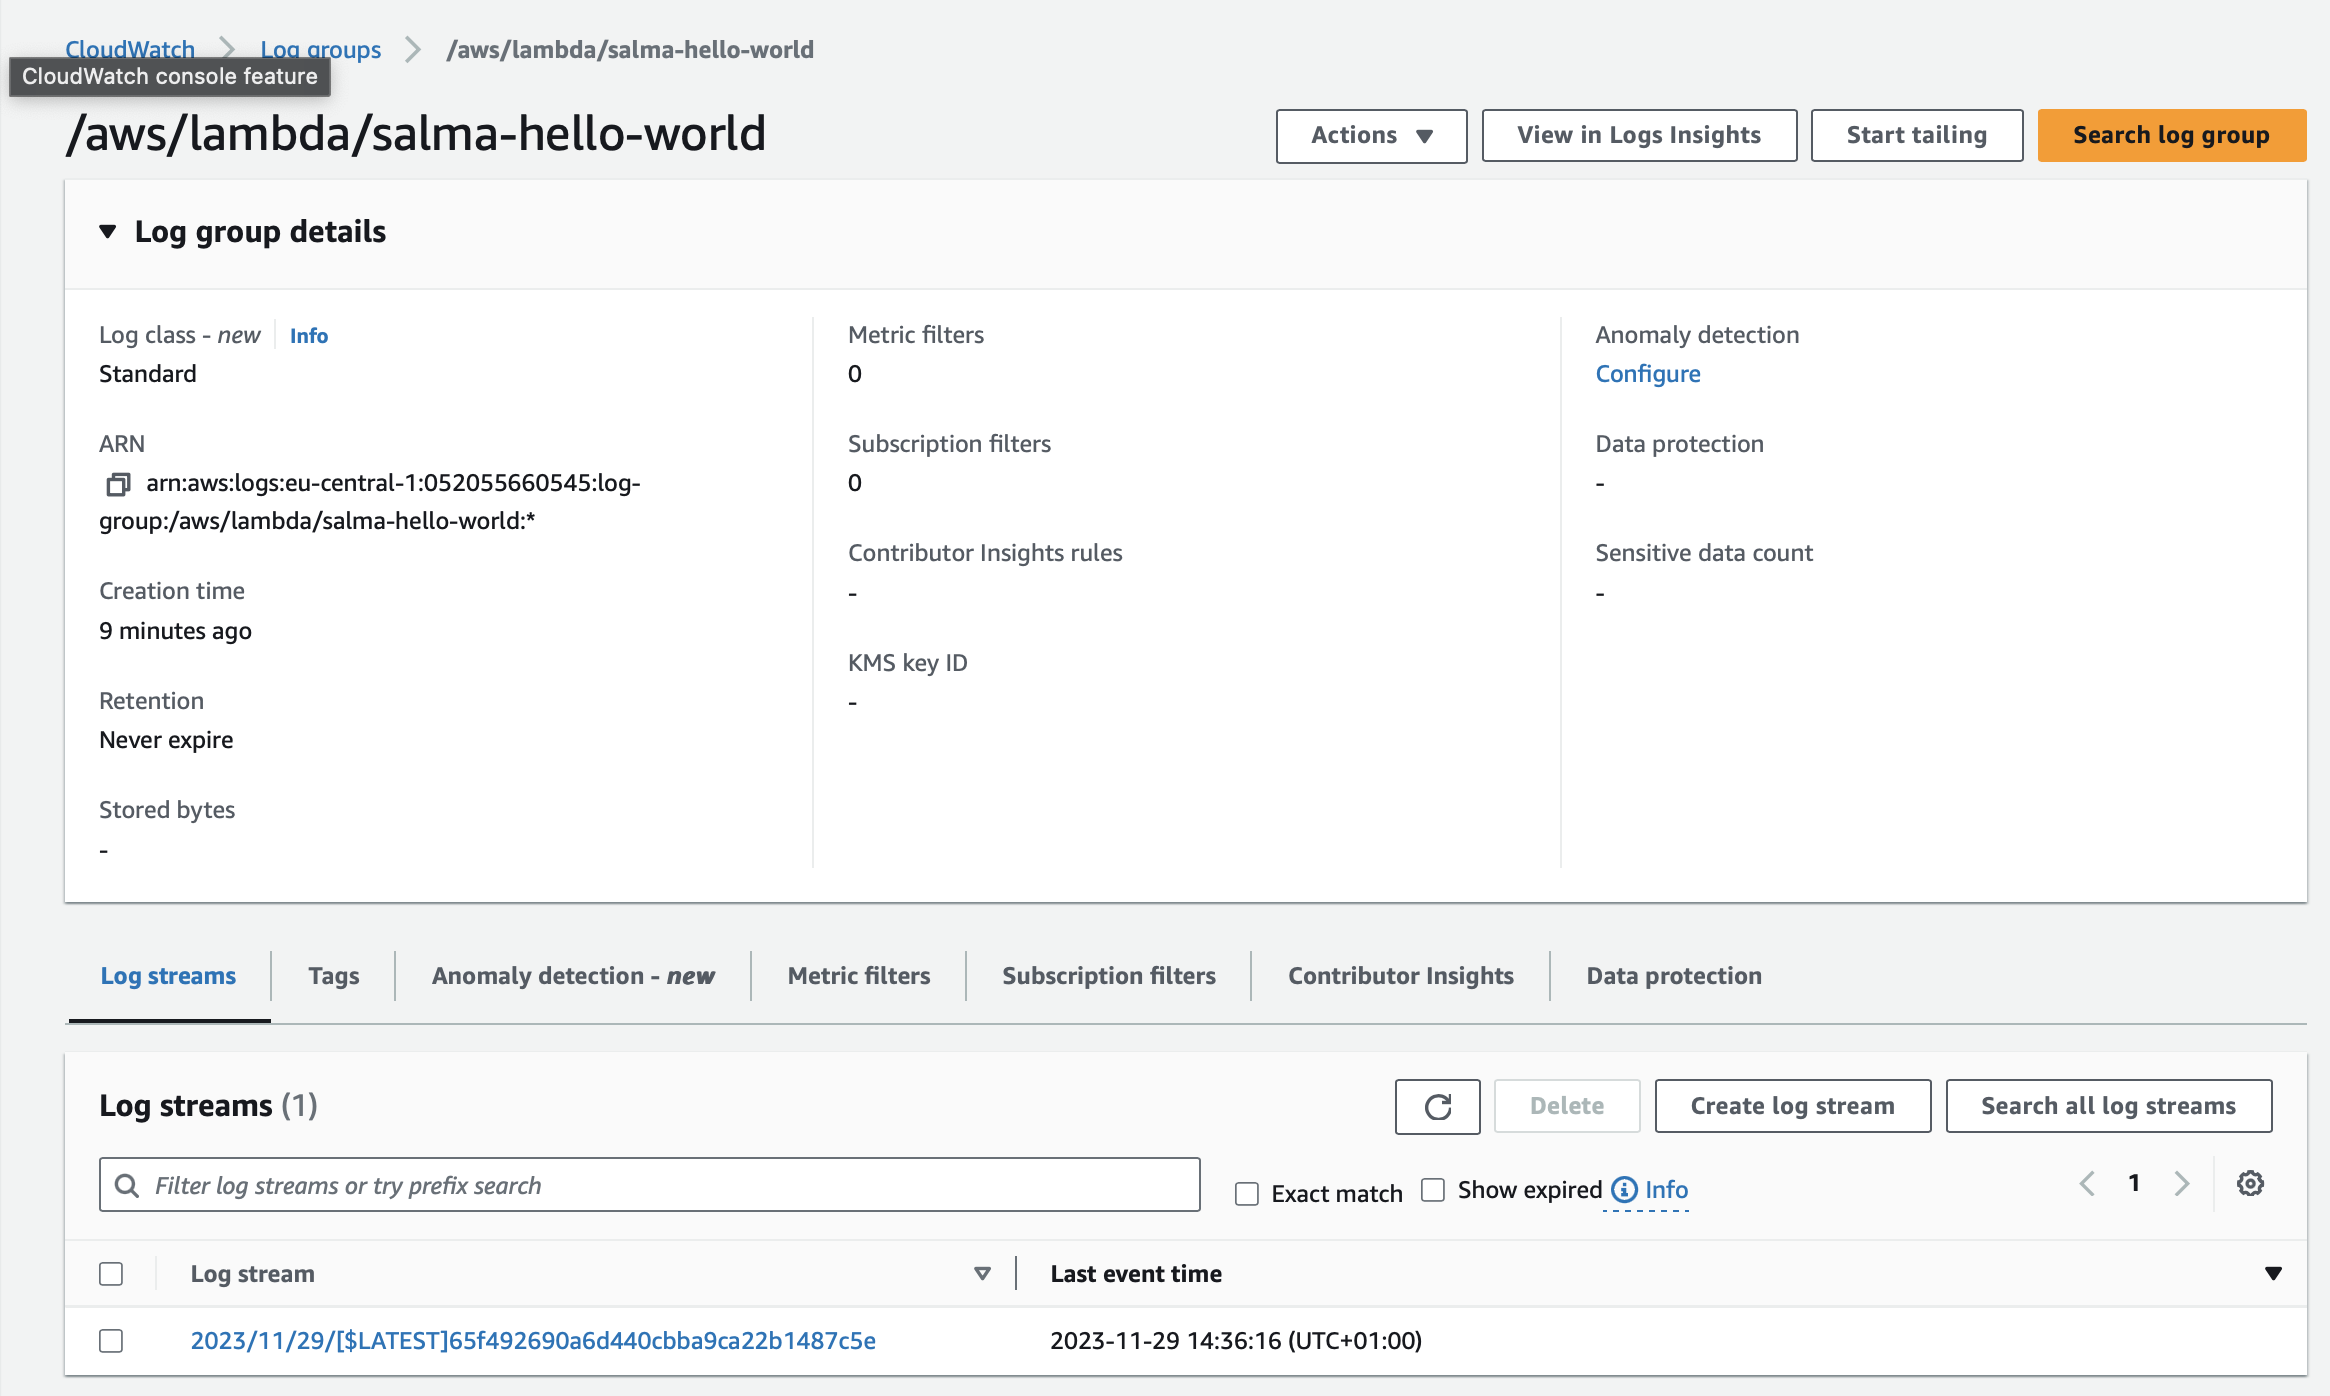 CloudWatch
Log groups
/aws/lambda/salma-hello-world
CloudWatch console feature
/aws/lambda/salma-hello-world
Actions
View in Logs Insights
Start tailing
Search log group
Log group details
Log class - new
Info
Standard
ARN
arn:aws:logs:eu-central-1:052055660545:log-
group:/aws/lambda/salma-hello-world:*
Creation time
9 minutes ago
Retention
Never expire
Stored bytes
-
Metric filters
0
Subscription filters
0
Contributor Insights rules
-
KMS key ID
-
Anomaly detection
Configure
Data protection
-
Sensitive data count
-
Log streams
Tags
Anomaly detection - new
Metric filters
Subscription filters
Contributor Insights
Data protection
Log streams (1)
Delete
Create log stream
Search all log streams
Filter log streams or try prefix search
Exact match
Show expired
Info
1
Log stream
Last event time
2023/11/29/[$LATEST]65f492690a6d440cbba9ca22b1487c5e
2023-11-29 14:36:16 (UTC+01:00)